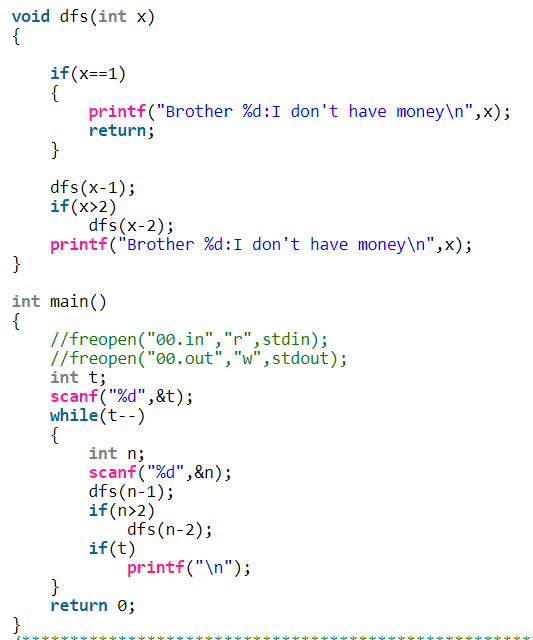 void dfs(int x)
{
if(x==1)
{
printf("Brother %d:I don't have money\n",x);
return;
}
dfs(x-1);
if(x>2)
dfs(x-2);
printf("Brother %d:I don't have money\n",x);
}
int main()
{
//freopen("00.in","r",stdin);
//freopen("00.out","w",stdout);
int t;
scanf("%d",&t);
while(t--)
{
int n;
scanf("%d",&n);
dfs(n-1);
if(n>2)
dfs(n-2);
if(t)
printf("\n");
}
return 0;
}